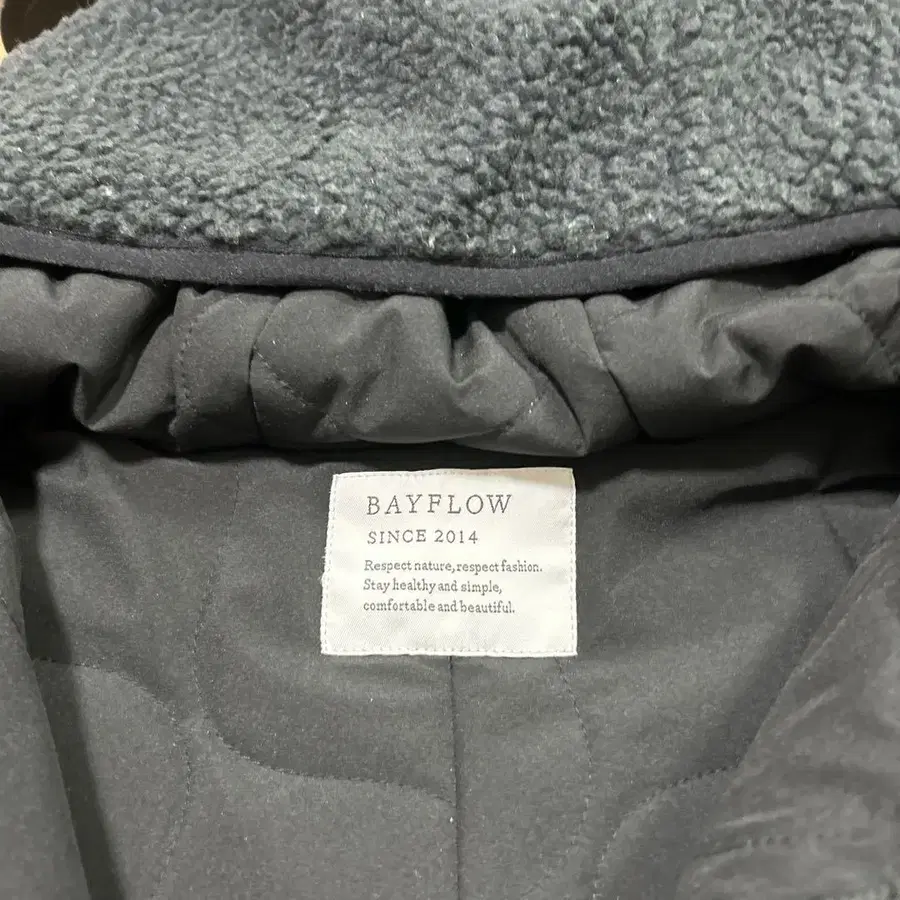 BAYFLOW
SINCE 2014
Respect nature, respect fashion.
Stay healthy and simple,
comfortable and beautiful.